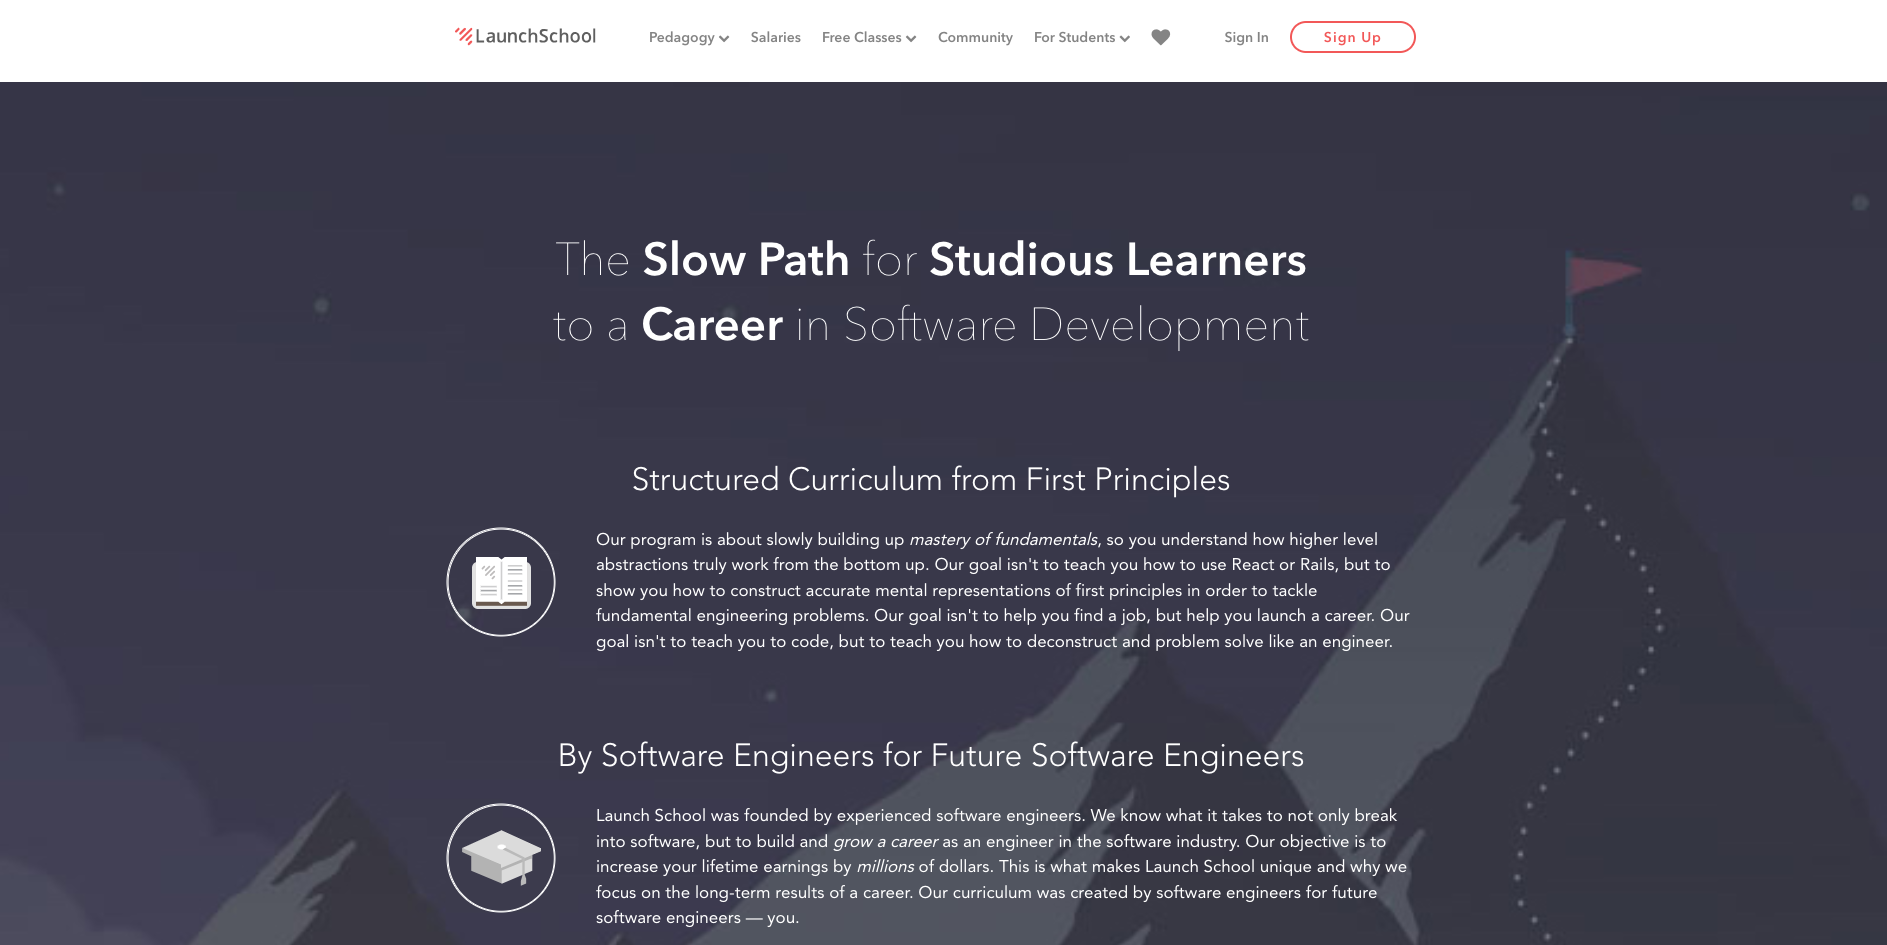 LaunchSchool Pedagogy Salaries Free Classes Community For Students Sign In Sign Up
The Slow Path for Studious Learners
to a Career in Software Development
Structured Curriculum from First Principles
Our program is about slowly building up mastery of fundamentals, so you understand how higher level
abstractions truly work from the bottom up. Our goal isn't to teach you how to use React or Rails, but to
show you how to construct accurate mental representations of first principles in order to tackle
fundamental engineering problems. Our goal isn't to help you find a job, but help you launch a career. Our
goal isn't to teach you to code, but to teach you how to deconstruct and problem solve like an engineer.
By Software Engineers for Future Software Engineers
Launch School was founded by experienced software engineers. We know what it takes to not only break
into software, but to build and grow a career as an engineer in the software industry. Our objective is to
increase your lifetime earnings by millions of dollars. This is what makes Launch School unique and why we
focus on the long-term results of a career. Our curriculum was created by software engineers for future
software engineers — you.